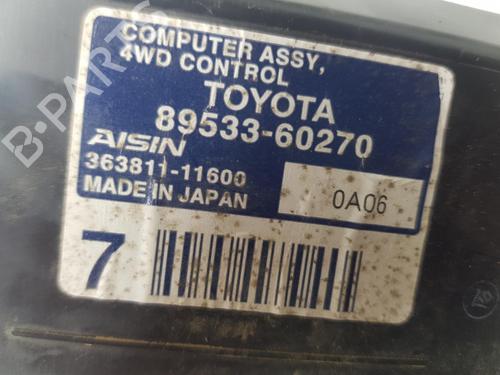 COMPUTER ASSY,
4WD CONTROL
TOYOTA
89533-60270
AISIN
363811-11600
MADE IN JAPAN
0A06
7
B-PARTS